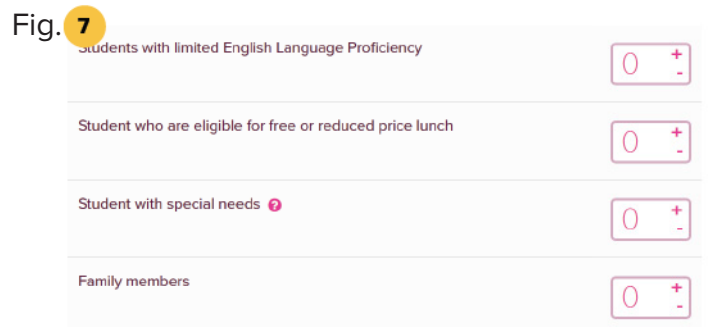 Fig. 7
Students with limited English Language Proficiency
0 + -
Student who are eligible for free or reduced price lunch
0 + -
Student with special needs ?
0 + -
Family members
0 + -